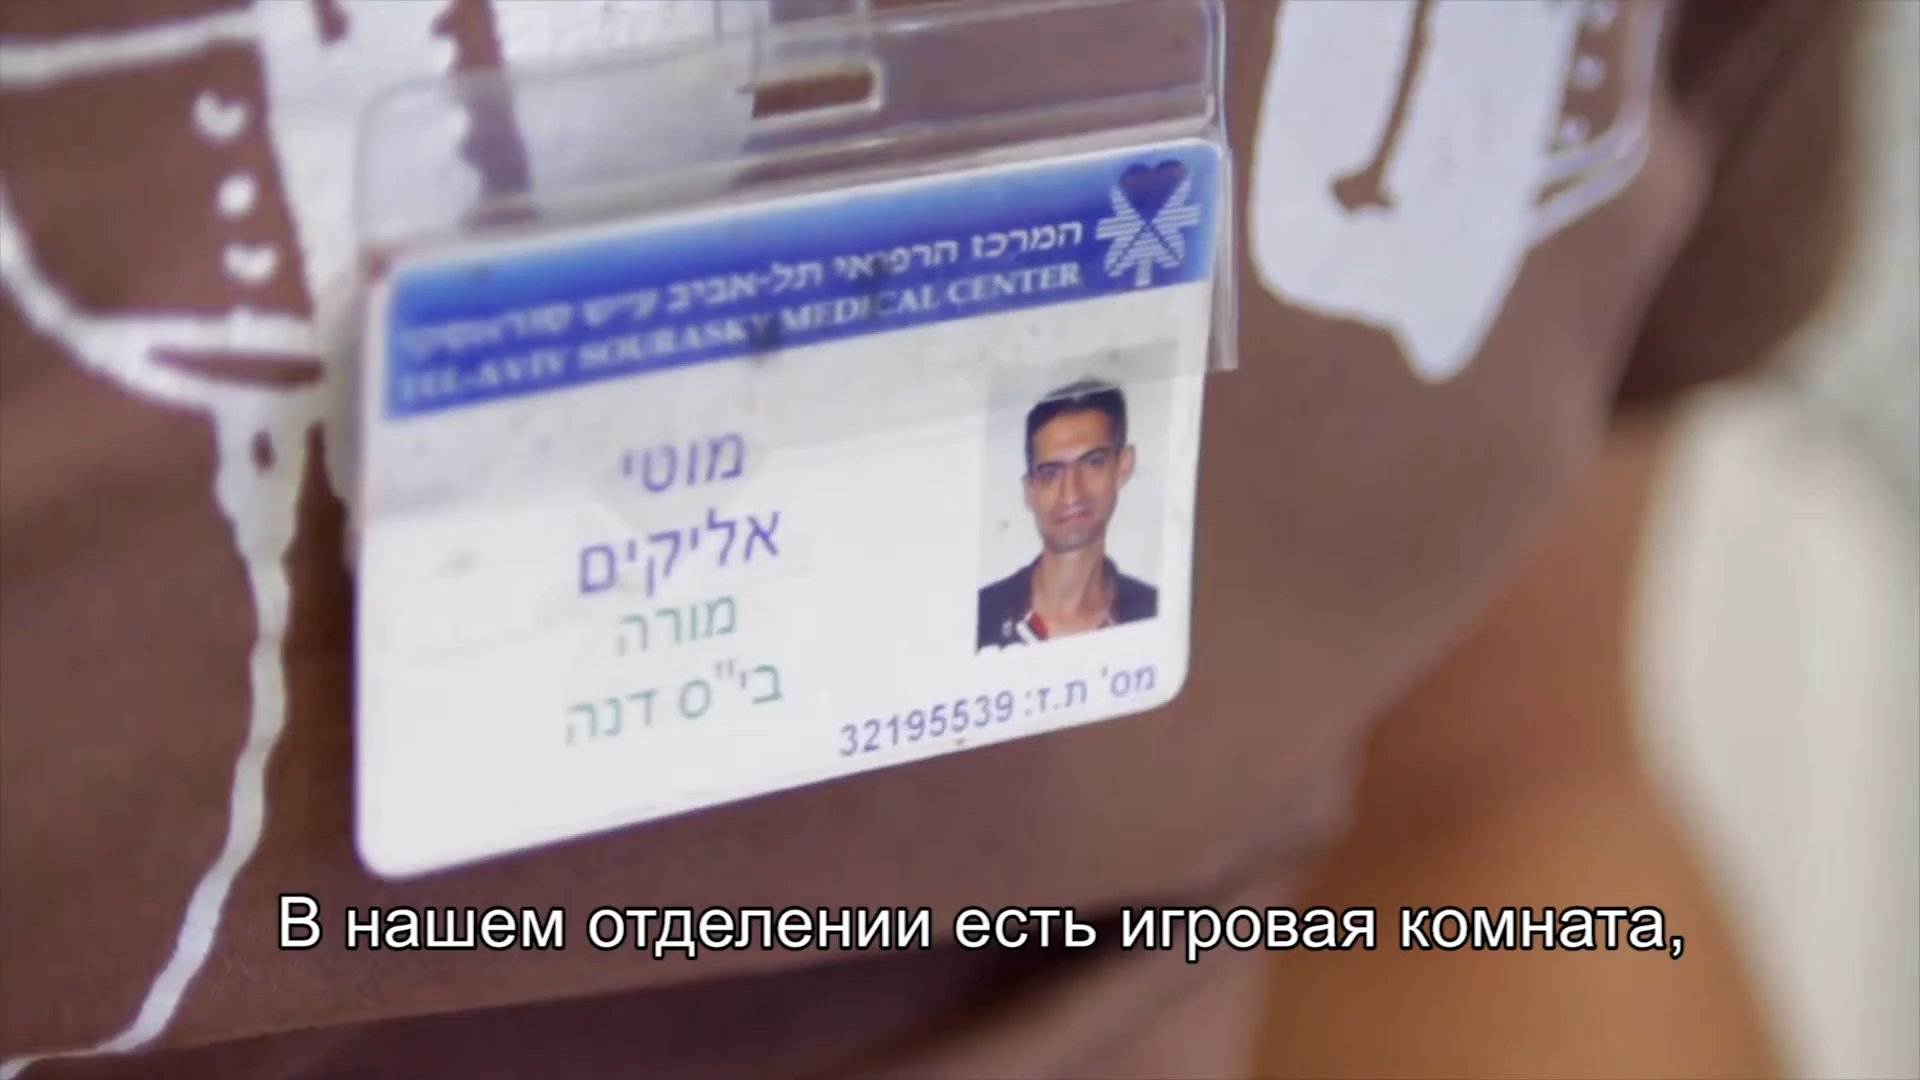 המרכז הרפואי תל-אביב ע״ש סוראסקי
TEL-AVIV SOURASKY MEDICAL CENTER
מוטי
אליקים
מורה
בי"ס דנה
מס' ת.ז: 32195539
В нашем отделении есть игровая комната,